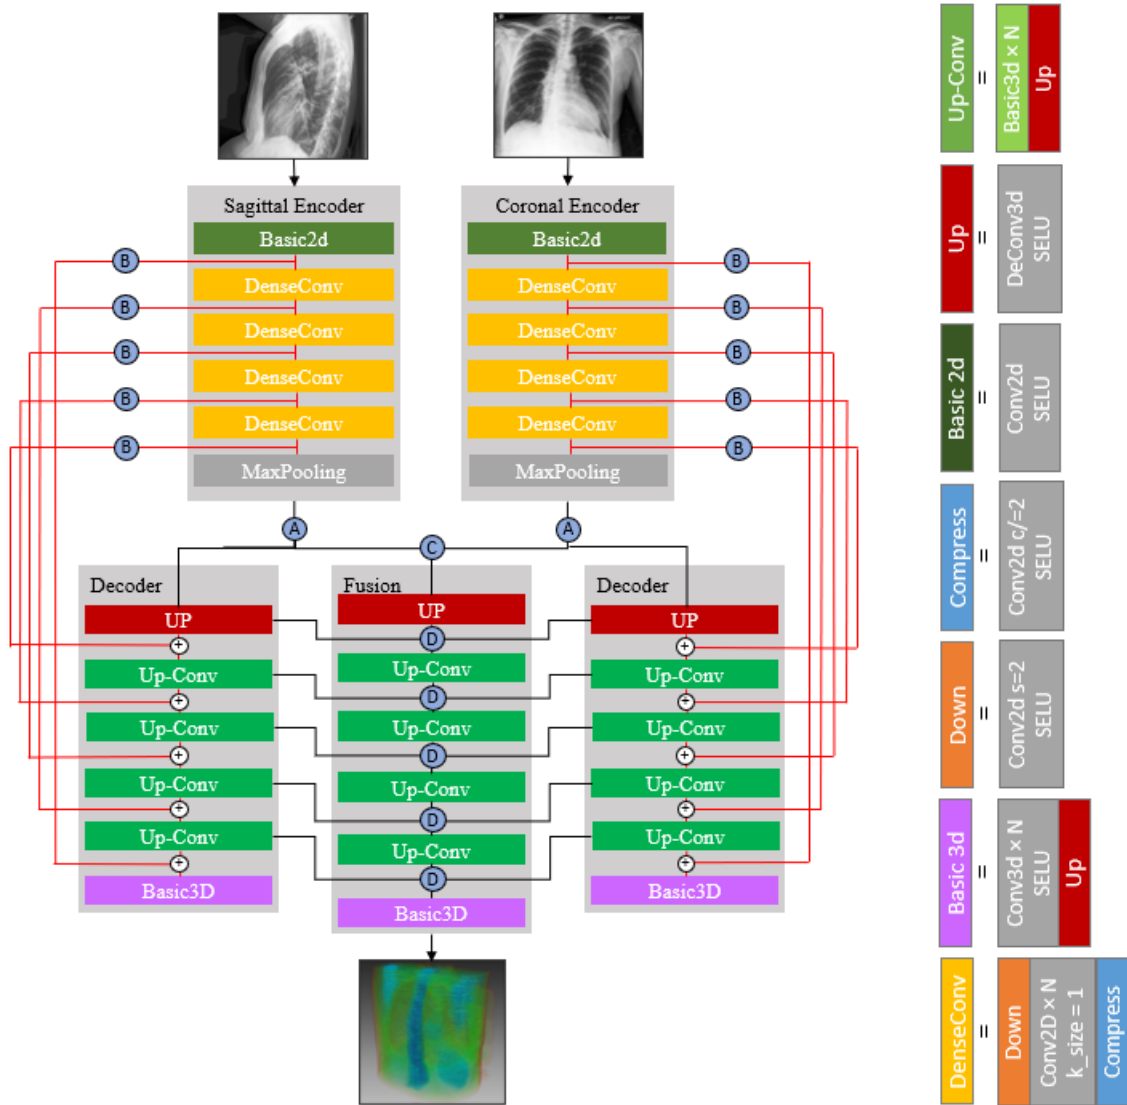 Sagittal Encoder
Basic2d
B
DenseConv
B
DenseConv
B
DenseConv
B
DenseConv
B
MaxPooling
Coronal Encoder
Basic2d
B
DenseConv
B
DenseConv
B
DenseConv
B
DenseConv
B
MaxPooling
A
C
A
Decoder
UP
+
Up-Conv
+
Up-Conv
+
Up-Conv
+
Up-Conv
+
Basic3D
Fusion
UP
D
Up-Conv
D
Up-Conv
D
Up-Conv
D
Up-Conv
D
Basic3D
Decoder
UP
+
Up-Conv
+
Up-Conv
+
Up-Conv
+
Up-Conv
+
Basic3D
Up-Conv
=
Basic3d × N
Up
Up
=
DeConv3d
SELU
Basic 2d
=
Conv2d
SELU
Compress
=
Conv2d c/=2
SELU
Down
=
Conv2d s=2
SELU
Basic 3d
=
Conv3d × N
SELU
Up
DenseConv
=
Down
Conv2D × N
k_size = 1
Compress